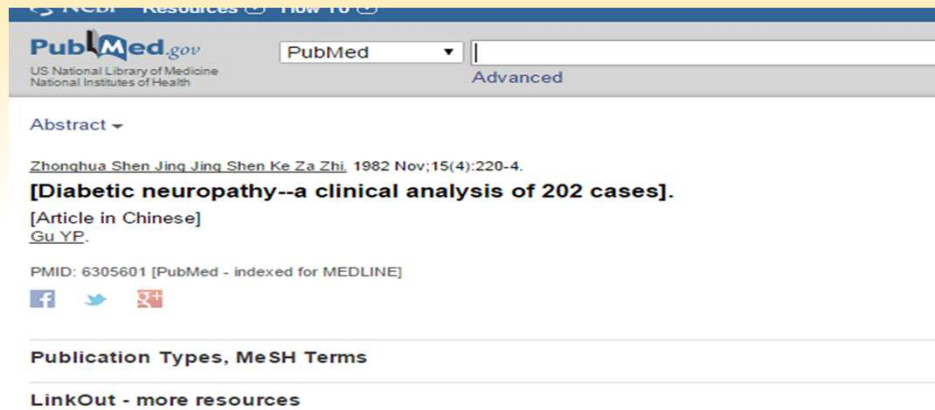 NCBI Resources How To
PubMed.gov
US National Library of Medicine
National Institutes of Health
PubMed
Advanced
Abstract
Zhonghua Shen Jing Jing Shen Ke Za Zhi. 1982 Nov;15(4):220-4.
[Diabetic neuropathy--a clinical analysis of 202 cases].
[Article in Chinese]
Gu YP.
PMID: 6305601 [PubMed - indexed for MEDLINE]
f g+
Publication Types, MeSH Terms
LinkOut - more resources